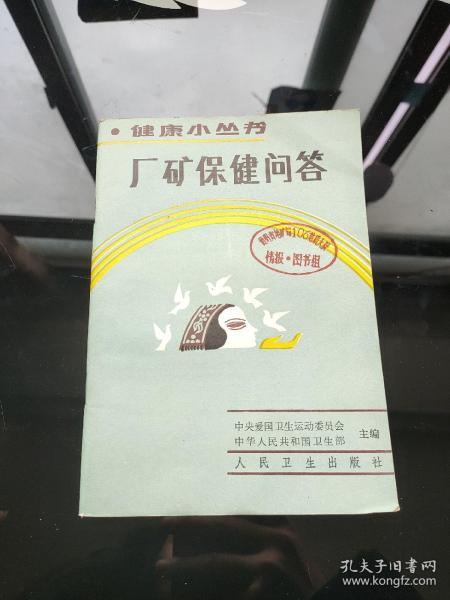 • 健康小丛书
厂矿保健问答
情报·图书组
中央爱国卫生运动委员会
中华人民共和国卫生部
主编
人民卫生出版社
孔夫子旧书网
www.kongfz.com